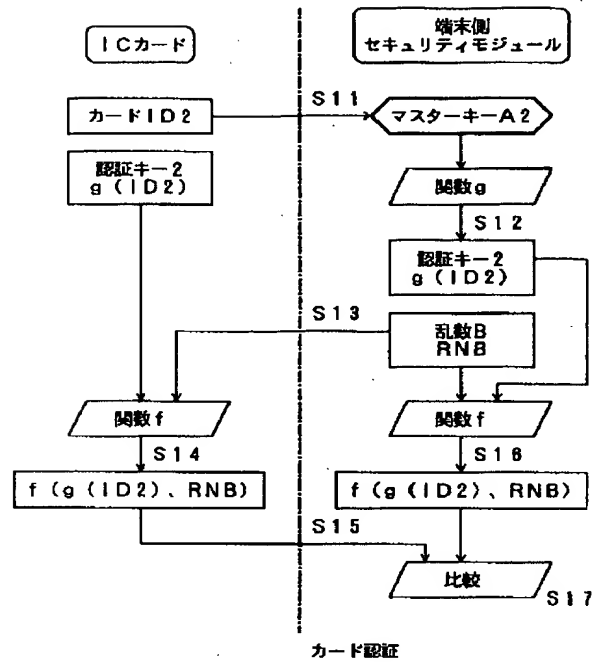 ICカード
端末側
セキュリティモジュール
カードID2
S11
マスターキーA2
認証キー2
g(ID2)
関数g
S12
認証キー2
g(ID2)
S13
乱数B
RNB
関数f
関数f
S14
S16
f(g(ID2)、RNB)
f(g(ID2)、RNB)
S15
比較
S17
カード認証